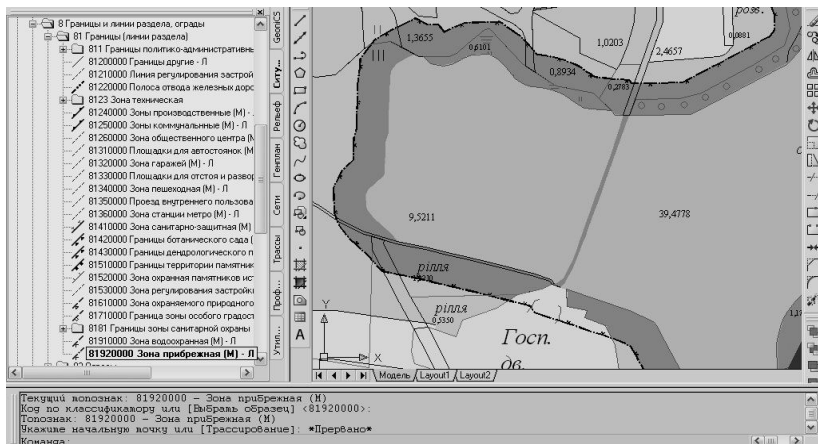 8 Границы и линии раздела, ограды
81 Границы (линии раздела)
811 Границы политико-административнь
81200000 Границы другие - Л
81210000 Линия регулирования застрой
81220000 Полоса отвода железных доро
8123 Зона техническая
81240000 Зоны производственные (М) - Л
81250000 Зоны коммунальные (М) - Л
81260000 Зона общественного центра (М
81310000 Площадки для автостоянок (М)
81320000 Зона гаражей (М) - Л
81330000 Площадки для отстоя и развор
81340000 Зона пешеходная (М) - Л
81350000 Проезд внутреннего пользова
81360000 Зона станции метро (М) - Л
81410000 Зона санитарно-защитная (М)
81420000 Границы ботанического сада (
81430000 Границы дендрологического п
81510000 Границы территории памятник
81520000 Зона охранная памятников ис
81530000 Зона регулирования застройки
81610000 Зона охраняемого природного
81710000 Граница зоны особого градост
8181 Границы зоны санитарной охраны
81910000 Зона водоохранная (М) - Л
81920000 Зона прибрежная (М) - Л
GeoniCS
Ситу...
Рельеф
Генплан
Сети
Трассы
Проф...
Утил...
A
1,3655
0,6101
1,0203
2,4657
роз.
0,0881
0,8934
0,2783
9,5211
39,4778
рілля
рілля
0,5350
Госп.
дв.
1,17
Y
X
Модель
Layout1
Layout2
Текущий топознак: 81920000 - Зона прибрежная (М)
Код по классификатору или [Выбрать образец] <81920000>:
Топознак: 81920000 - Зона прибрежная (М)
Укажите начальную точку или [Трассирование]: *Прервано*
Команда: